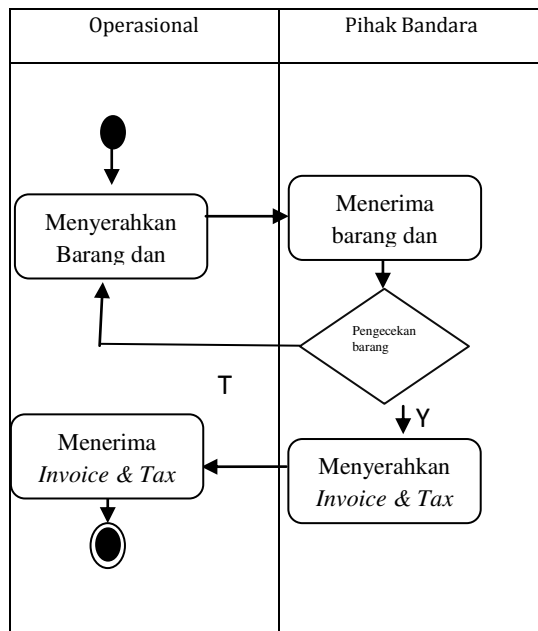 Operasional
Pihak Bandara
Menyerahkan
Barang dan
Menerima
barang dan
Pengecekan
barang
T
Y
Menerima
Invoice & Tax
Menyerahkan
Invoice & Tax